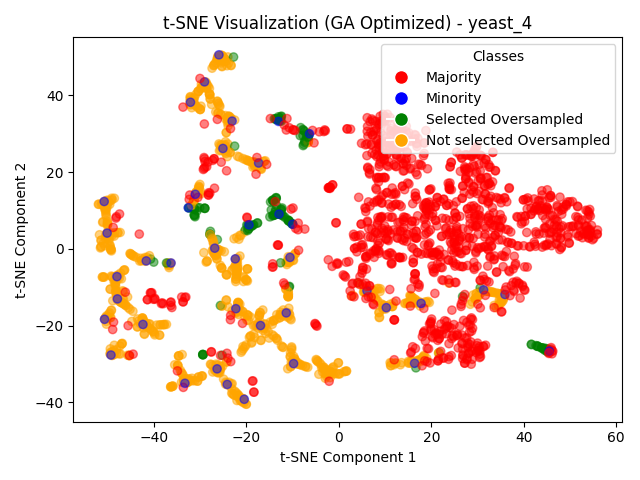 t-SNE Visualization (GA Optimized) - yeast_4
Classes
Majority
Minority
Selected Oversampled
Not selected Oversampled
t-SNE Component 2
40
20
0
−20
−40
−40
−20
0
20
40
60
t-SNE Component 1